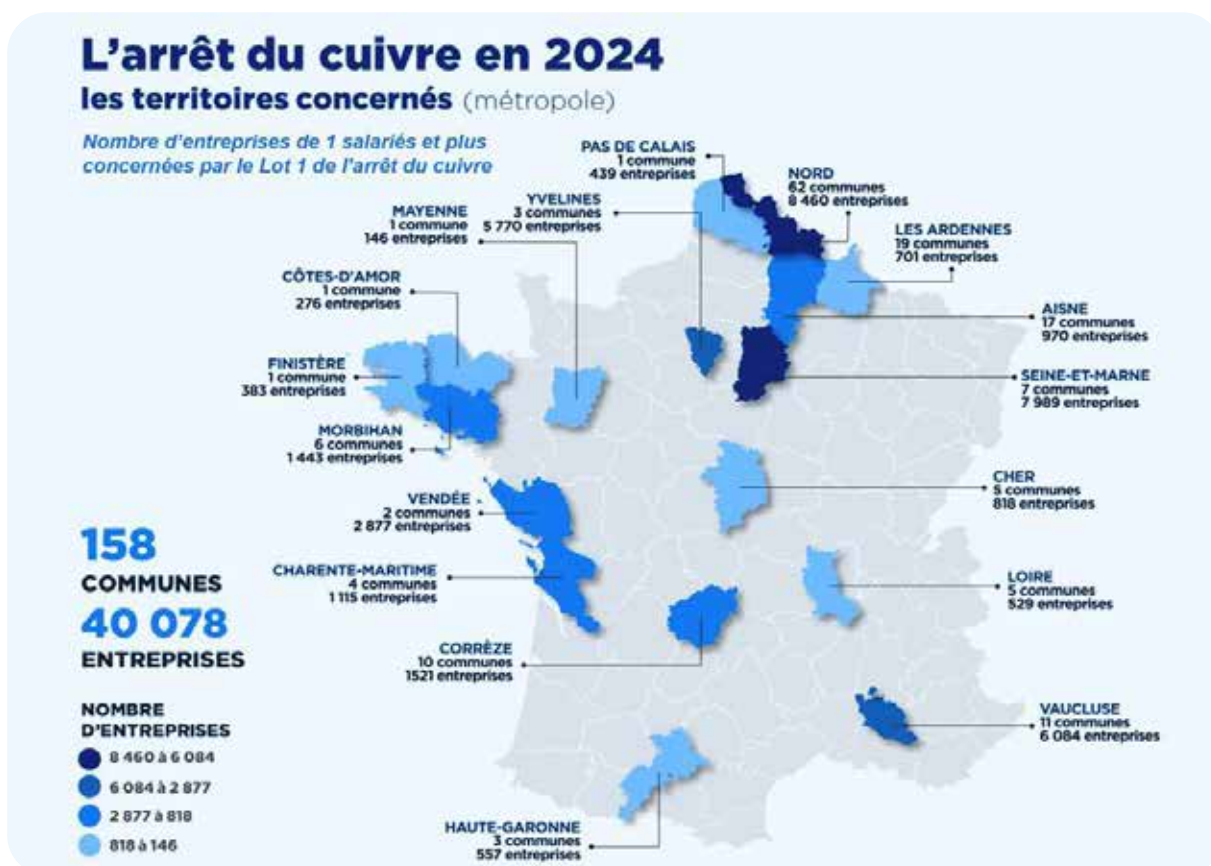 L'arrêt du cuivre en 2024
les territoires concernés (métropole)
Nombre d'entreprises de 1 salariés et plus
concernées par le Lot 1 de l'arrêt du cuivre
PAS DE CALAIS
1 commune
439 entreprises
NORD
62 communes
8 460 entreprises
YVELINES
3 communes
5 770 entreprises
MAYENNE
1 commune
146 entreprises
LES ARDENNES
19 communes
701 entreprises
CÔTES-D'AMOR
1 commune
276 entreprises
AISNE
17 communes
970 entreprises
FINISTÈRE
1 commune
383 entreprises
SEINE-ET-MARNE
7 communes
7 989 entreprises
MORBIHAN
6 communes
1 443 entreprises
CHER
5 communes
818 entreprises
VENDÉE
2 communes
2 877 entreprises
CHARENTE-MARITIME
4 communes
1 115 entreprises
LOIRE
5 communes
529 entreprises
CORRÈZE
10 communes
1521 entreprises
VAUCLUSE
11 communes
6 084 entreprises
HAUTE-GARONNE
3 communes
557 entreprises
158
COMMUNES
40 078
ENTREPRISES
NOMBRE
D'ENTREPRISES
8 460 à 6 084
6 084 à 2 877
2 877 à 818
818 à 146